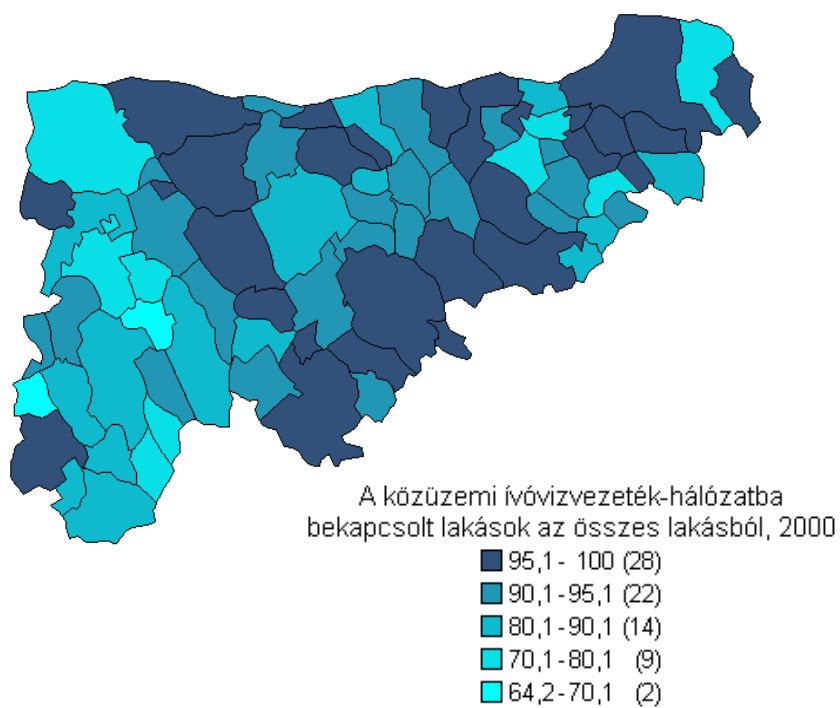 A közüzemi ívóvizvezeték-hálózatba
bekapcsolt lakások az összes lakásból, 2000
95,1- 100 (28)
90,1-95,1 (22)
80,1-90,1 (14)
70,1-80,1 (9)
64,2-70,1 (2)